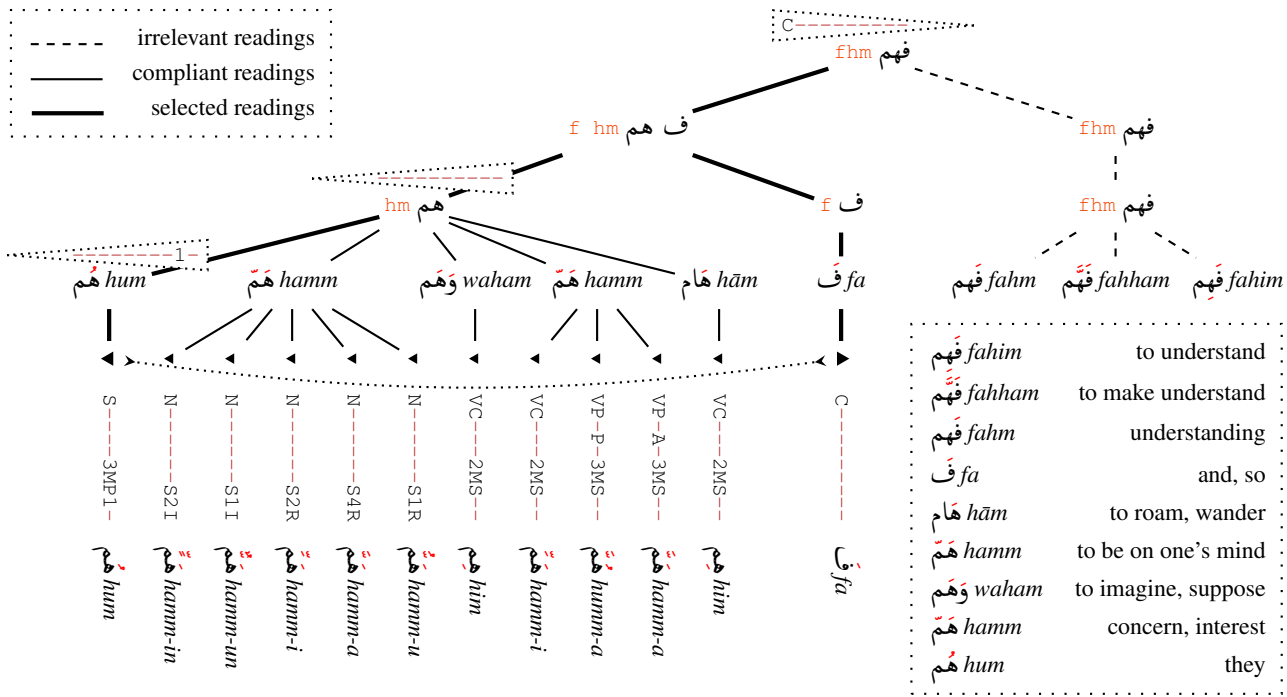 irrelevant readings
compliant readings
selected readings
C---------
fhm فهم
f hm ف هم
fhm فهم
----------
hm هم
f ف
fhm فهم
--------1-
هُم hum
هَمّ hamm
وَهَم waham
هَمّ hamm
هَام hām
فَ fa
فَهم fahm
فَهَّم fahham
فَهِم fahim
S----3MP1-
N------S2I
N------S1I
N------S2R
N------S4R
N------S1R
VC---2MS--
VC---2MS--
VP-P-3MS--
VP-A-3MS--
VC---2MS--
C---------
هُم hum
هَمٍّ hamm-in
هَمٌّ hamm-un
هَمِّ hamm-i
هَمَّ hamm-a
هَمُّ hamm-u
هِم him
هَمِّ hamm-i
هُمَّ humm-a
هَمَّ hamm-a
هِم him
فَ fa
فَهِم fahim to understand
فَهَّم fahham to make understand
فَهم fahm understanding
فَ fa and, so
هَام hām to roam, wander
هَمّ hamm to be on one's mind
وَهَم waham to imagine, suppose
هَمّ hamm concern, interest
هُم hum they